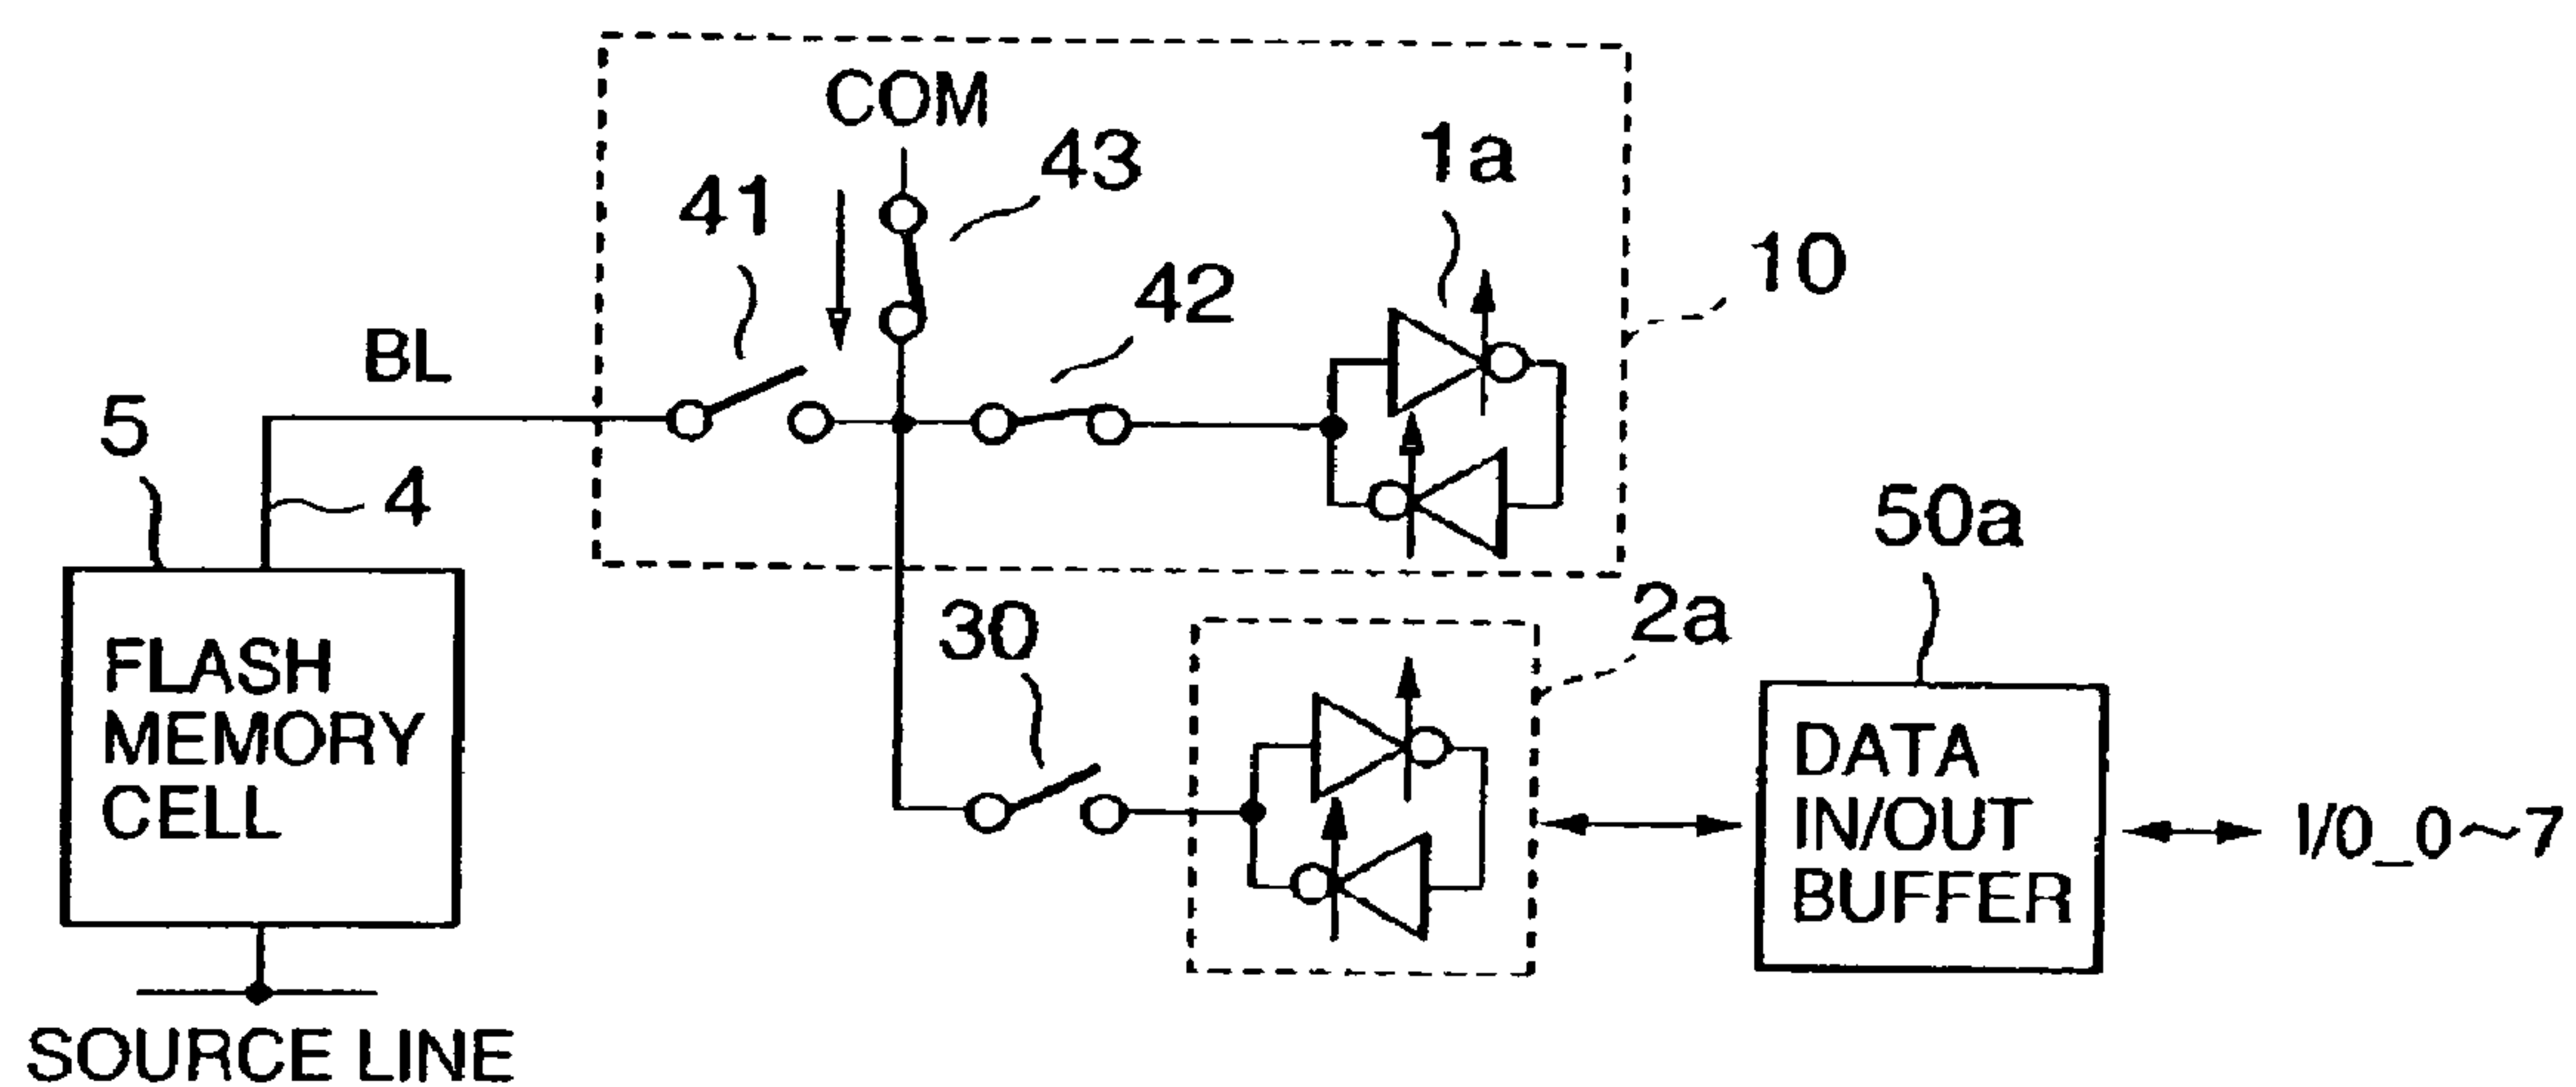 COM
43
1a
41
10
42
BL
5
4
50a
FLASH
MEMORY
CELL
30
2a
DATA
IN/OUT
BUFFER
I/0_0~7
SOURCE LINE